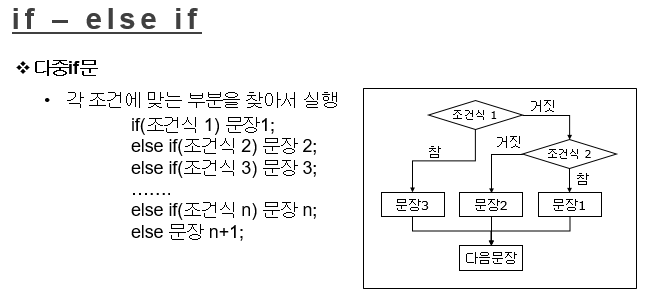 if – else if
❖ 다중if문
• 각 조건에 맞는 부분을 찾아서 실행
if(조건식 1) 문장1;
else if(조건식 2) 문장 2;
else if(조건식 3) 문장 3;
…….
else if(조건식 n) 문장 n;
else 문장 n+1;
조건식 1
거짓
참
거짓
조건식 2
참
문장3
문장2
문장1
다음문장